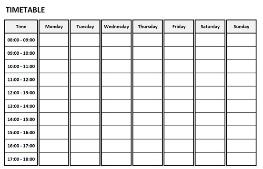 TIMETABLE
Time Monday Tuesday Wednesday Thursday Friday Saturday Sunday
08:00 - 09:00
09:00 - 10:00
10:00 - 11:00
11:00 - 12:00
12:00 - 13:00
13:00 - 14:00
14:00 - 15:00
15:00 - 16:00
16:00 - 17:00
17:00 - 18:00